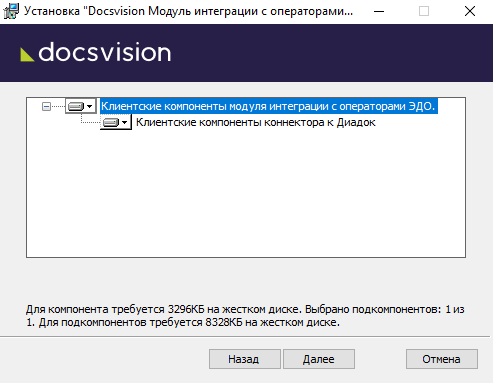 Установка "Docsvision Модуль интеграции с операторами...
docsvision
Клиентские компоненты модуля интеграции с операторами ЭДО.
Клиентские компоненты коннектора к Диадок
Для компонента требуется 3296КБ на жестком диске. Выбрано подкомпонентов: 1 из
1. Для подкомпонентов требуется 8328КБ на жестком диске.
Назад
Далее
Отмена